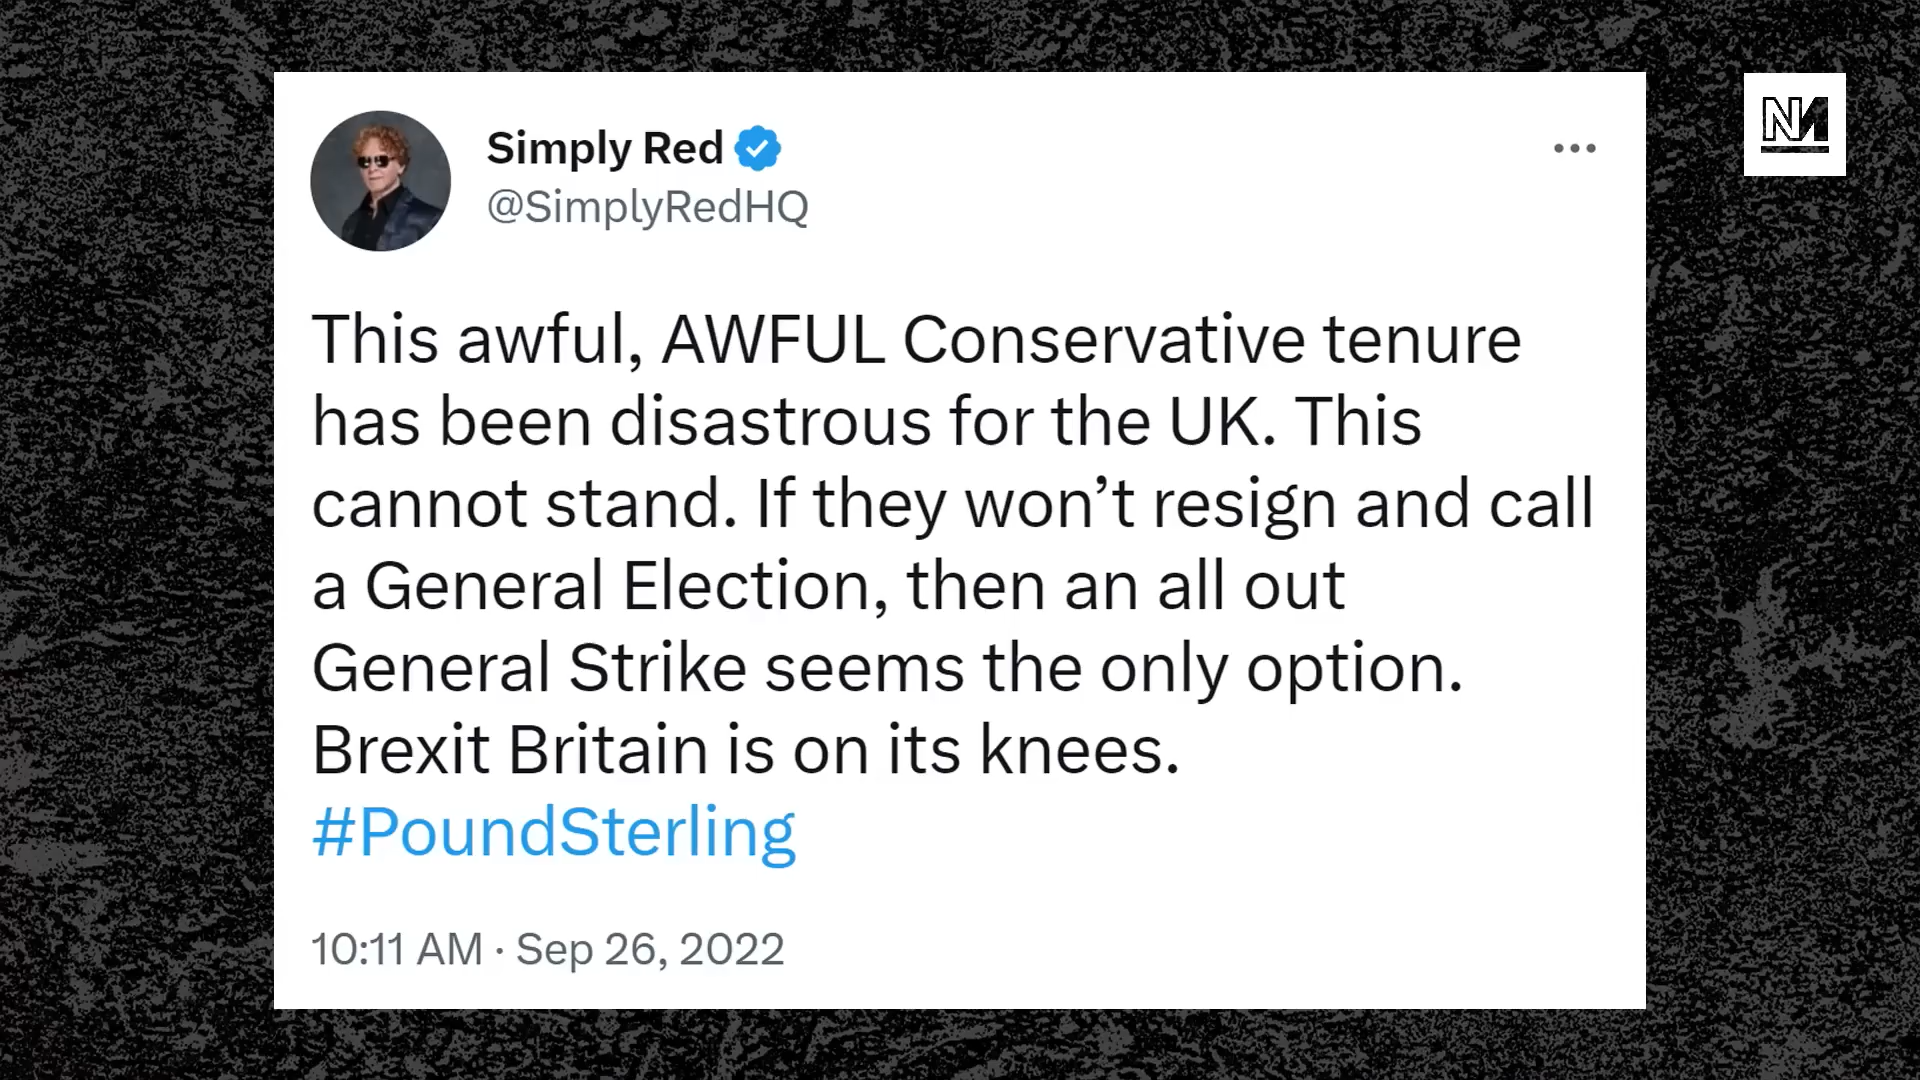 Simply Red
@SimplyRedHQ
This awful, AWFUL Conservative tenure
has been disastrous for the UK. This
cannot stand. If they won’t resign and call
a General Election, then an all out
General Strike seems the only option.
Brexit Britain is on its knees.
#PoundSterling
10:11 AM · Sep 26, 2022
NM